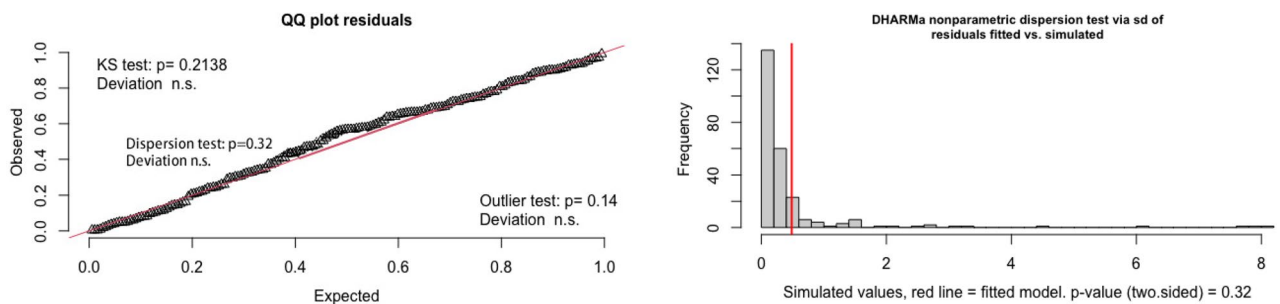 QQ plot residuals
KS test: p= 0.2138
Deviation n.s.
Dispersion test: p=0.32
Deviation n.s.
Outlier test: p= 0.14
Deviation n.s.
Observed
0.0 0.2 0.4 0.6 0.8 1.0
0.0 0.2 0.4 0.6 0.8 1.0
Expected
DHARMa nonparametric dispersion test via sd of
residuals fitted vs. simulated
Frequency
0 40 80 120
0 2 4 6 8
Simulated values, red line = fitted model. p-value (two.sided) = 0.32